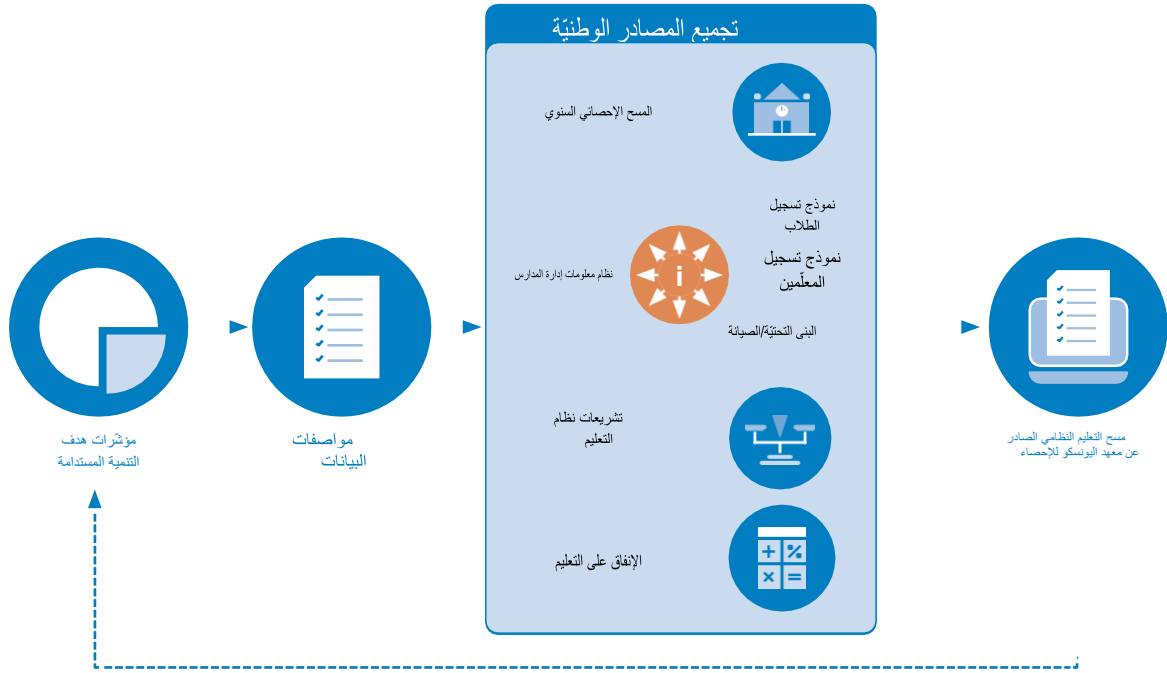 تجميع المصادر الوطنيّة
المسح الإحصائي السنوي
نموذج تسجيل
الطلاب
نموذج تسجيل
المعلّمين
نظام معلومات إدارة المدارس
i
البنى التحتيّة/الصيانة
تشريعات نظام
التعليم
الإنفاق على التعليم
مؤشّرات هدف
التنمية المستدامة
مواصفات
البيانات
مسح التعليم النظامي الصادر
عن معهد اليونسكو للإحصاء